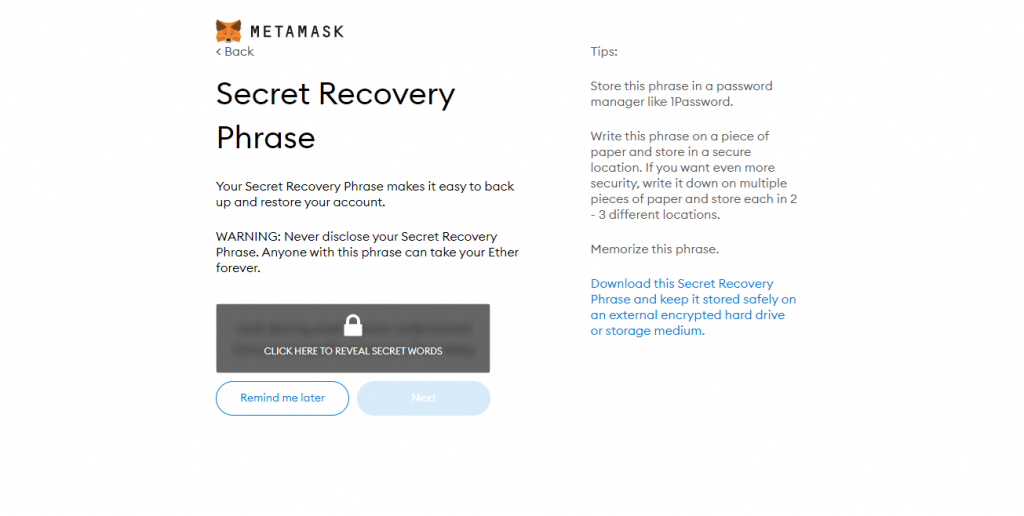 METAMASK
< Back
Secret Recovery
Phrase
Your Secret Recovery Phrase makes it easy to back
up and restore your account.
WARNING: Never disclose your Secret Recovery
Phrase. Anyone with this phrase can take your Ether
forever.
CLICK HERE TO REVEAL SECRET WORDS
Remind me later
Next
Tips:
Store this phrase in a password
manager like 1Password.
Write this phrase on a piece of
paper and store in a secure
location. If you want even more
security, write it down on multiple
pieces of paper and store each in 2
- 3 different locations.
Memorize this phrase.
Download this Secret Recovery
Phrase and keep it stored safely on
an external encrypted hard drive
or storage medium.